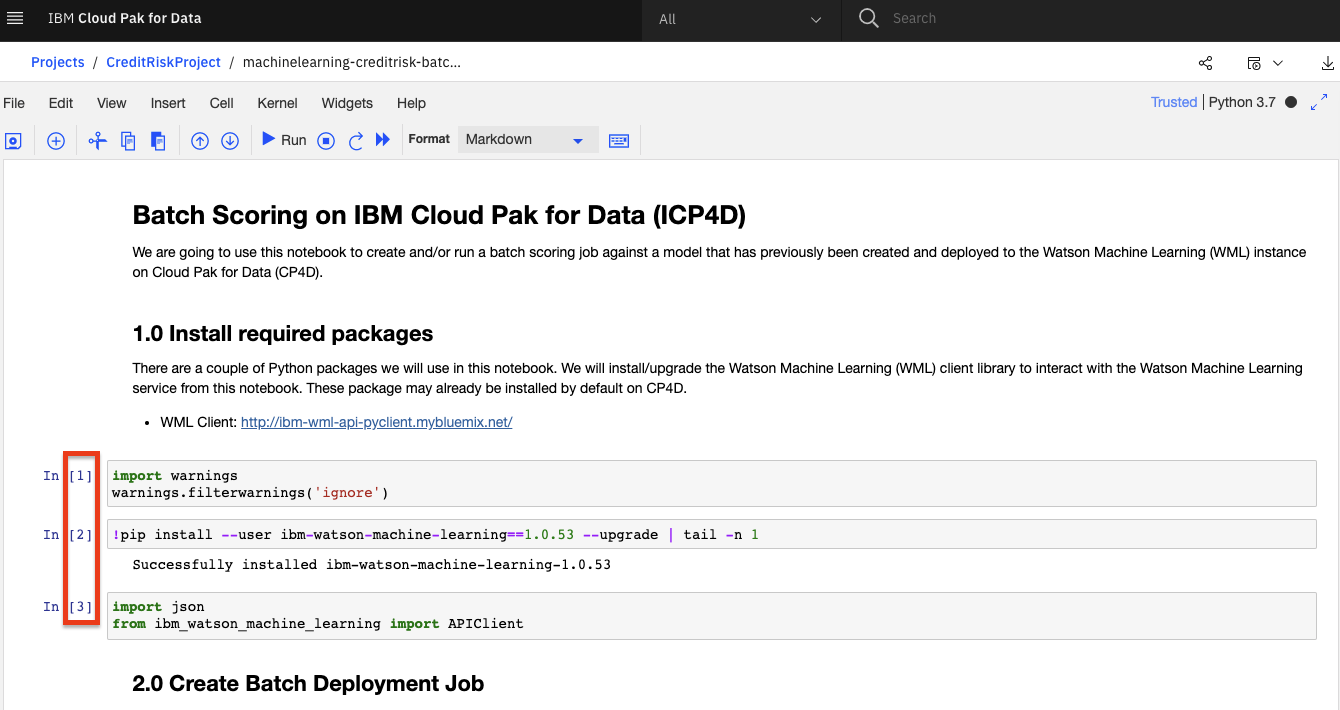 IBM Cloud Pak for Data
All
Search
Projects / CreditRiskProject / machinelearning-creditrisk-batc...
File Edit View Insert Cell Kernel Widgets Help
Trusted | Python 3.7
Run
Format
Markdown
Batch Scoring on IBM Cloud Pak for Data (ICP4D)
We are going to use this notebook to create and/or run a batch scoring job against a model that has previously been created and deployed to the Watson Machine Learning (WML) instance
on Cloud Pak for Data (CP4D).
1.0 Install required packages
There are a couple of Python packages we will use in this notebook. We will install/upgrade the Watson Machine Learning (WML) client library to interact with the Watson Machine Learning
service from this notebook. These package may already be installed by default on CP4D.
• WML Client: http://ibm-wml-api-pyclient.mybluemix.net/
In [1] import warnings
warnings.filterwarnings('ignore')
In [2] !pip install --user ibm-watson-machine-learning==1.0.53 --upgrade | tail -n 1
Successfully installed ibm-watson-machine-learning-1.0.53
In [3] import json
from ibm_watson_machine_learning import APIClient
2.0 Create Batch Deployment Job